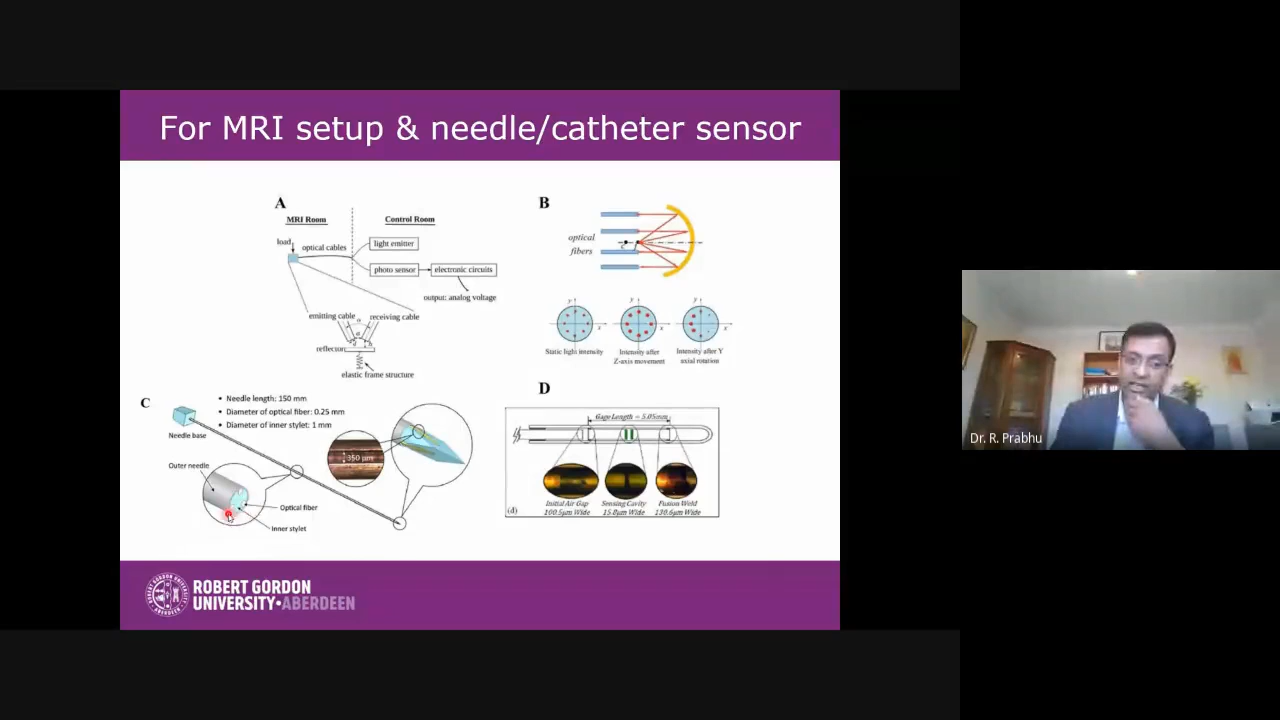 For MRI setup & needle/catheter sensor
A
MRI Room
Control Room
load
optical cables
light emitter
photo sensor
electronic circuits
output: analog voltage
emitting cable
receiving cable
reflector
elastic frame structure
B
optical
fibers
y
y
y
x
x
x
Static light intensity
Intensity after
Z-axis movement
Intensity after Y
axial rotation
C
• Needle length: 150 mm
• Diameter of optical fiber: 0.25 mm
• Diameter of inner stylet: 1 mm
Needle base
350 μm
Outer needle
Optical fiber
Inner stylet
D
Gage Length = 5.05mm
Initial Air Gap
100.5μm Wide
Sensing Cavity
15.8μm Wide
Fusion Weld
130.6μm Wide
(d)
Dr. R. Prabhu
ROBERT GORDON
UNIVERSITY•ABERDEEN